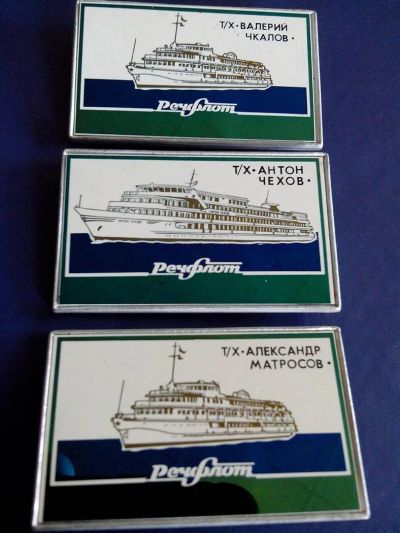 Т/Х·ВАЛЕРИЙ
ЧКАЛОВ·
Речфлот
Т/Х·АНТОН
ЧЕХОВ·
Речфлот
Т/Х·АЛЕКСАНДР
МАТРОСОВ·
Речфлот